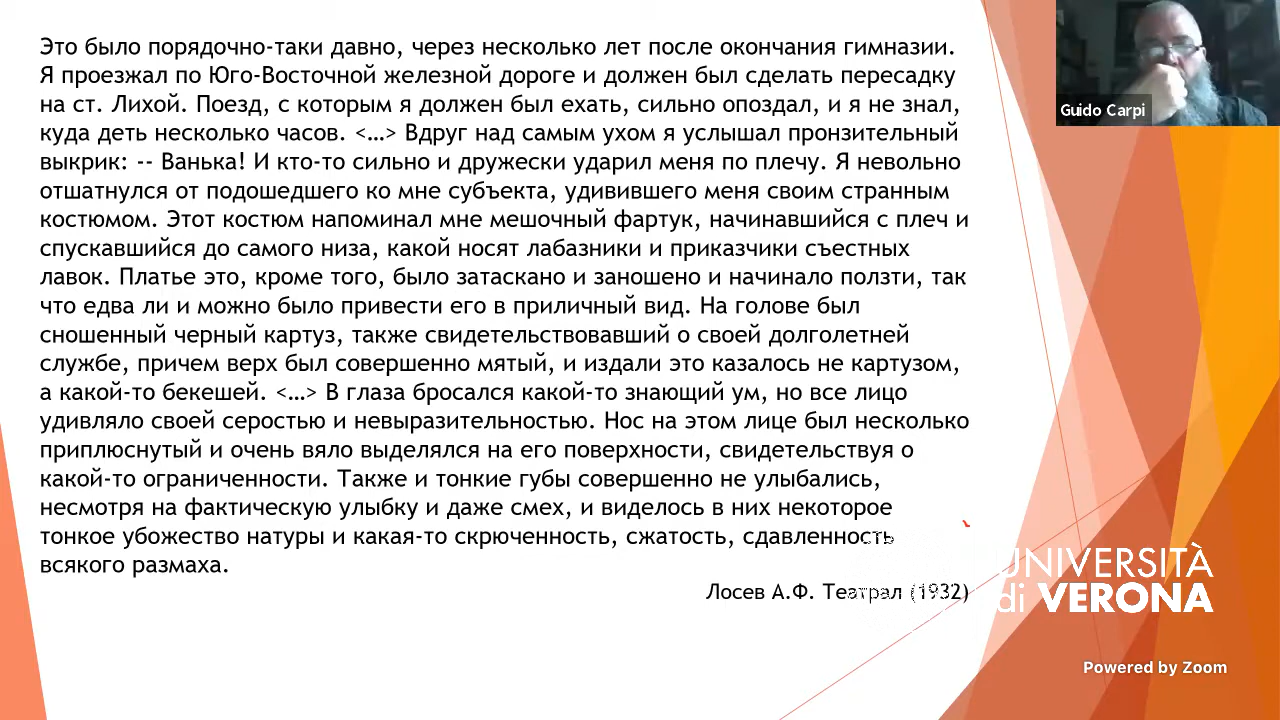 Это было порядочно-таки давно, через несколько лет после окончания гимназии.
Я проезжал по Юго-Восточной железной дороге и должен был сделать пересадку
на ст. Лихой. Поезд, с которым я должен был ехать, сильно опоздал, и я не знал,
куда деть несколько часов. <…> Вдруг над самым ухом я услышал пронзительный
выкрик: -- Ванька! И кто-то сильно и дружески ударил меня по плечу. Я невольно
отшатнулся от подошедшего ко мне субъекта, удивившего меня своим странным
костюмом. Этот костюм напоминал мне мешочный фартук, начинавшийся с плеч и
спускавшийся до самого низа, какой носят лабазники и приказчики съестных
лавок. Платье это, кроме того, было затаскано и заношено и начинало ползти, так
что едва ли и можно было привести его в приличный вид. На голове был
сношенный черный картуз, также свидетельствовавший о своей долголетней
службе, причем верх был совершенно мятый, и издали это казалось не картузом,
а какой-то бекешей. <…> В глаза бросался какой-то знающий ум, но все лицо
удивляло своей серостью и невыразительностью. Нос на этом лице был несколько
приплюснутый и очень вяло выделялся на его поверхности, свидетельствуя о
какой-то ограниченности. Также и тонкие губы совершенно не улыбались,
несмотря на фактическую улыбку и даже смех, и виделось в них некоторое
тонкое убожество натуры и какая-то скрюченность, сжатость, сдавленность
всякого размаха.
Лосев А.Ф. Театрал (1932)
Guido Carpi
UNIVERSITÀ
di VERONA
Powered by Zoom